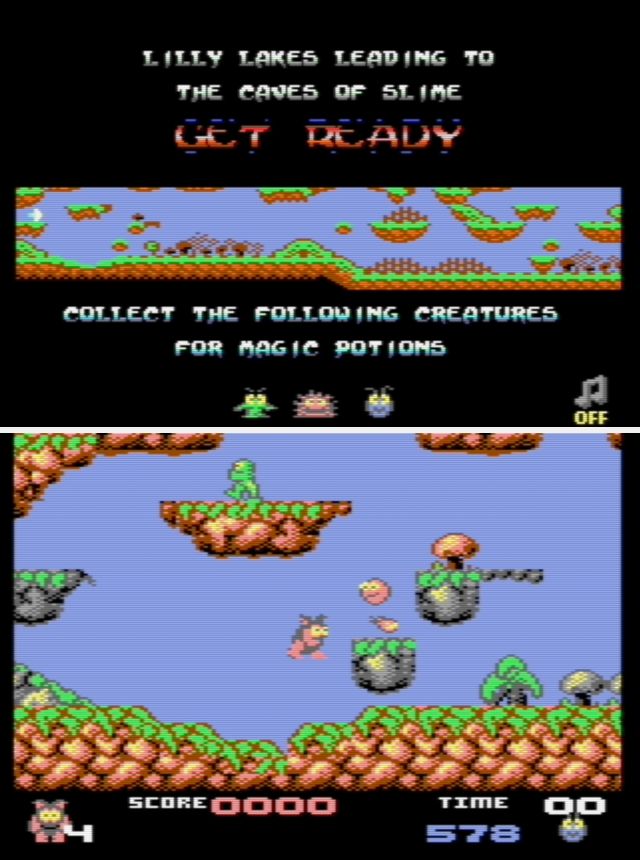 LILLY LAKES LEADING TO
THE CAVES OF SLIME
GET READY
COLLECT THE FOLLOWING CREATURES
FOR MAGIC POTIONS
OFF
SCORE 0000 TIME 00
4 578